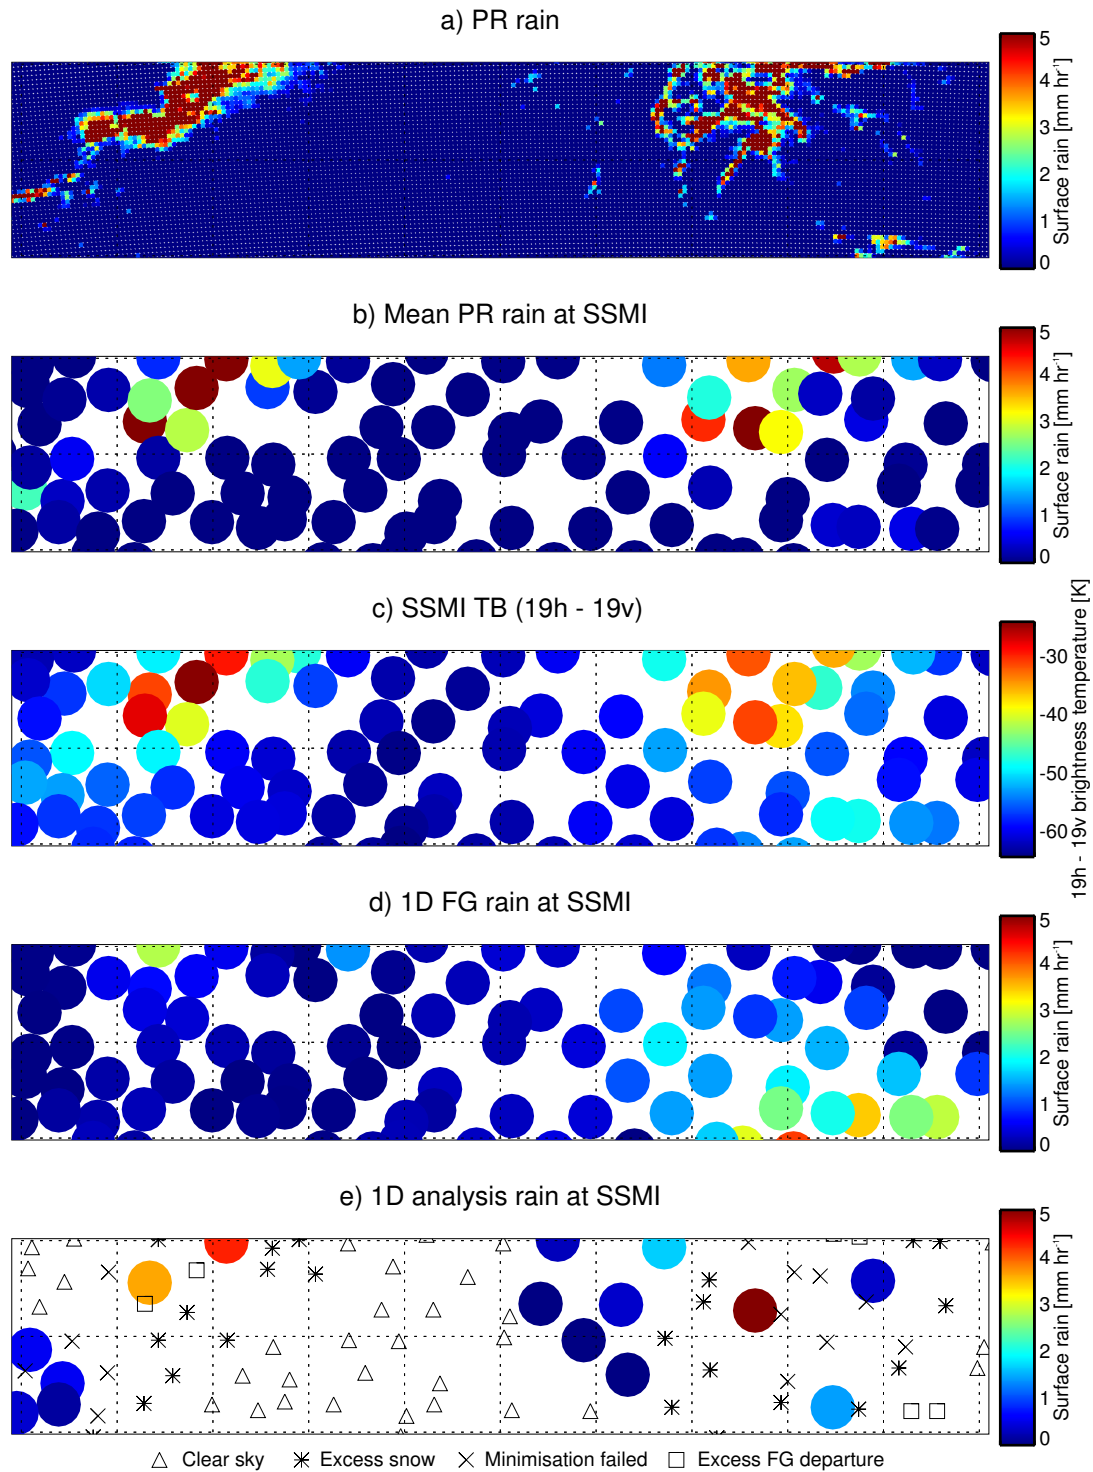 a) PR rain
5
4
3
2
1
0
Surface rain [mm hr⁻¹]
b) Mean PR rain at SSMI
5
4
3
2
1
0
Surface rain [mm hr⁻¹]
c) SSMI TB (19h - 19v)
-30
-40
-50
-60
19h - 19v brightness temperature [K]
d) 1D FG rain at SSMI
5
4
3
2
1
0
Surface rain [mm hr⁻¹]
e) 1D analysis rain at SSMI
5
4
3
2
1
0
Surface rain [mm hr⁻¹]
Clear sky Excess snow Minimisation failed Excess FG departure